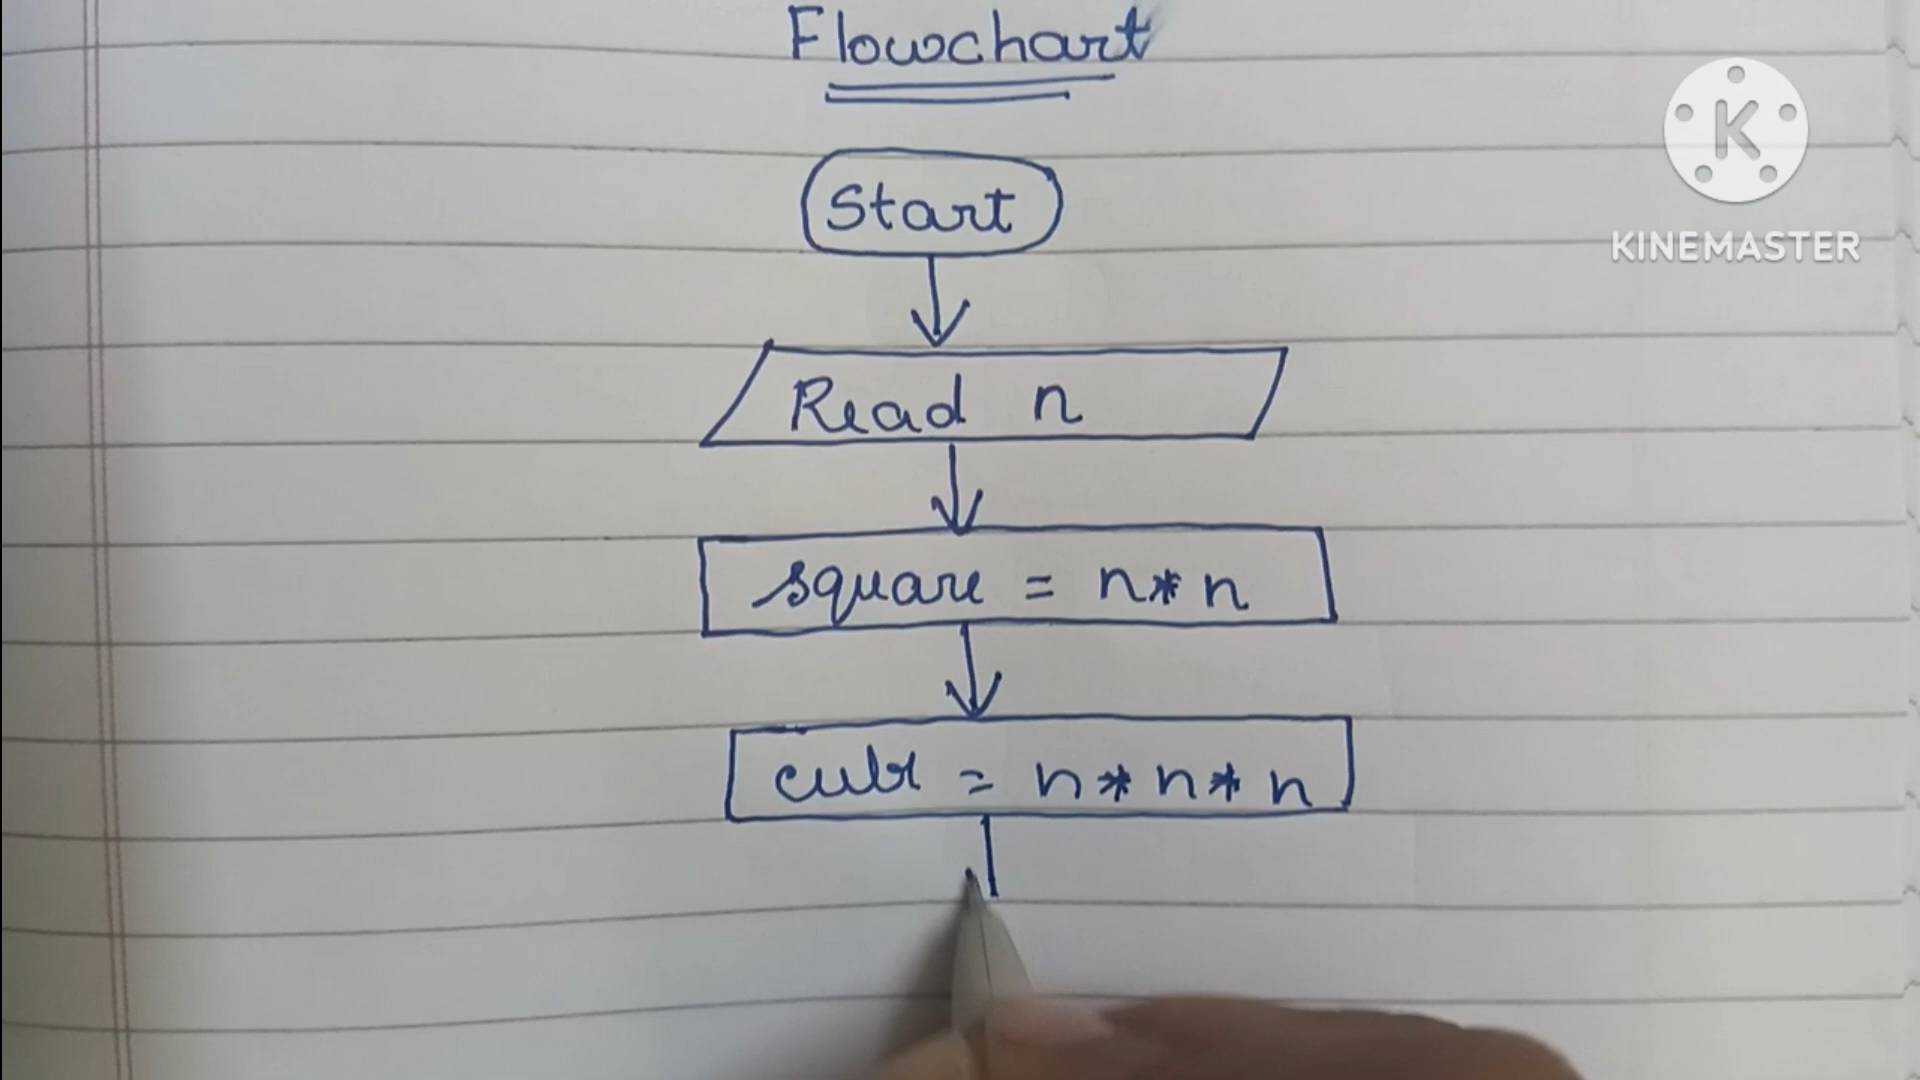 Flowchart
Start
K
KINEMASTER
Read n
square = n*n
cube = n*n*n